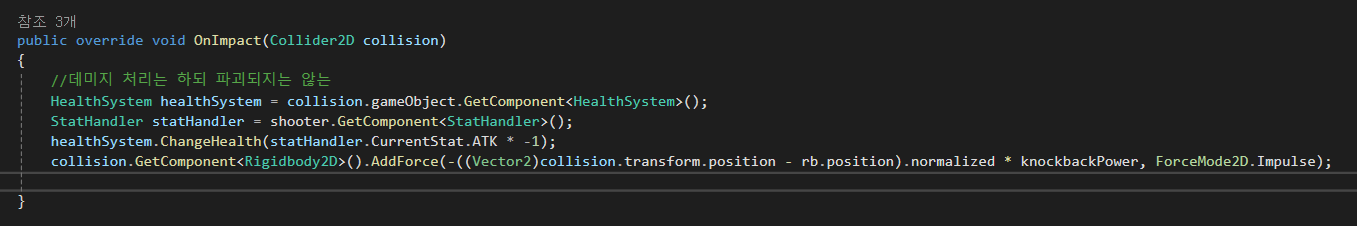 참조 3개
public override void OnImpact(Collider2D collision)
{
//데미지 처리는 하되 파괴되지는 않는
HealthSystem healthSystem = collision.gameObject.GetComponent<HealthSystem>();
StatHandler statHandler = shooter.GetComponent<StatHandler>();
healthSystem.ChangeHealth(statHandler.CurrentStat.ATK * -1);
collision.GetComponent<Rigidbody2D>().AddForce(-((Vector2)collision.transform.position - rb.position).normalized * knockbackPower, ForceMode2D.Impulse);
}